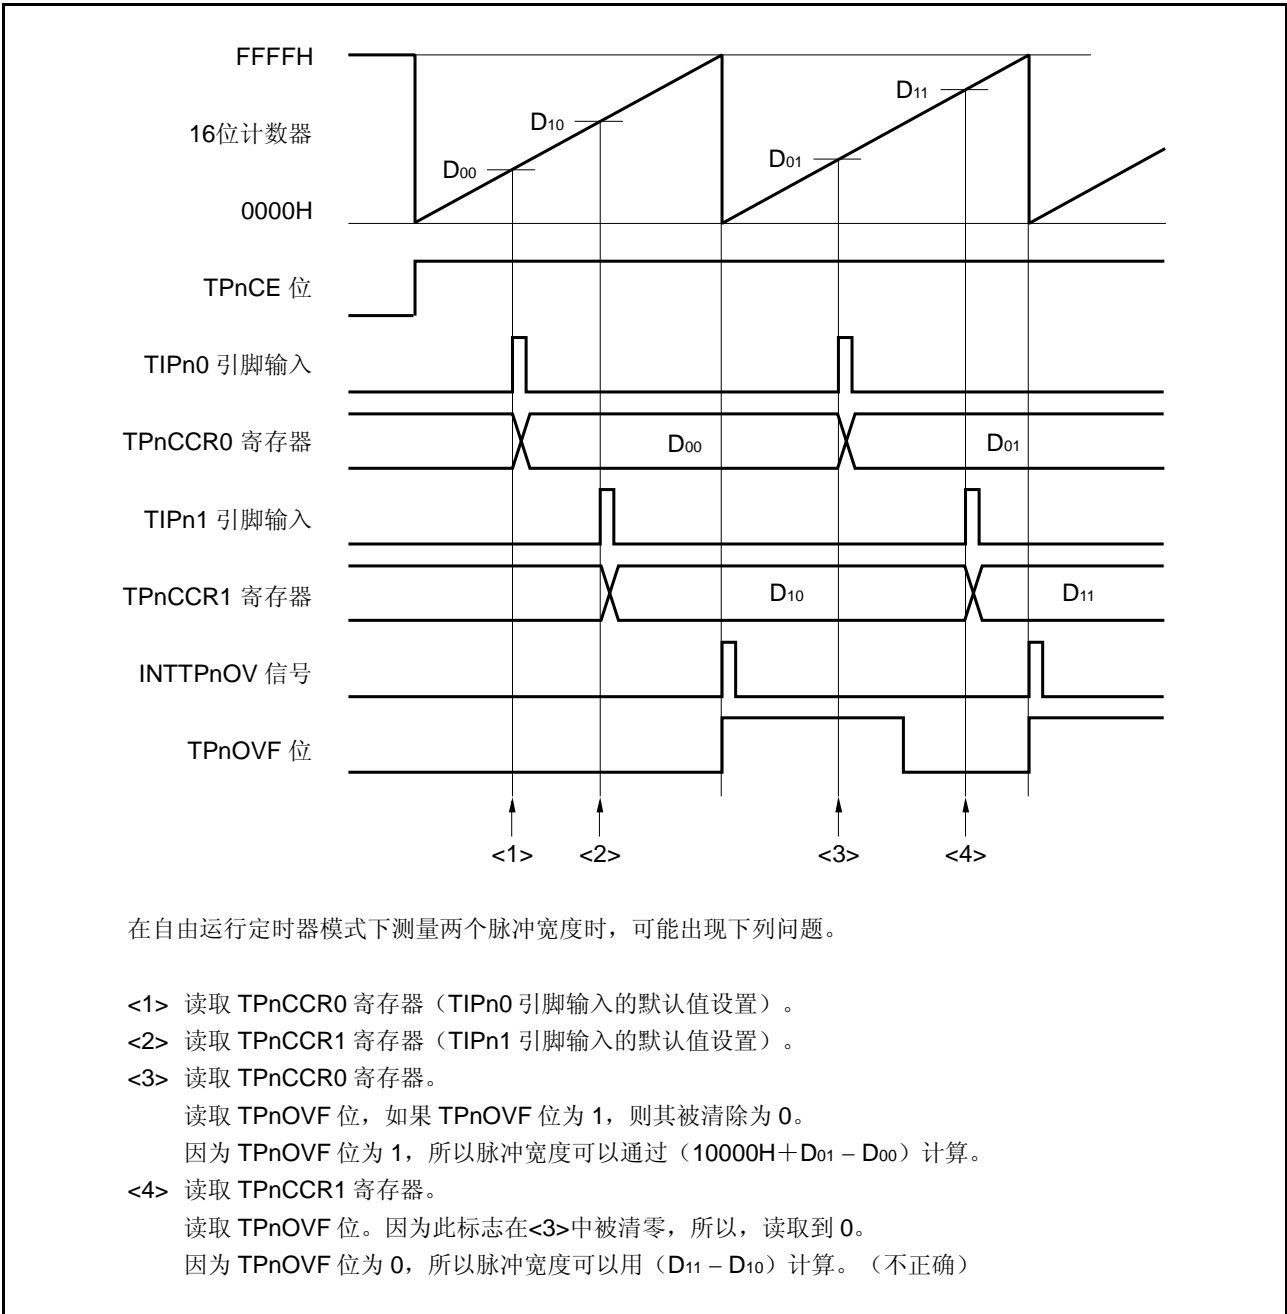 FFFFH
D11
D10
16位计数器
D01
D00
0000H
TPnCE 位
TIPn0 引脚输入
TPnCCR0 寄存器
D00
D01
TIPn1 引脚输入
TPnCCR1 寄存器
D10
D11
INTTPnOV 信号
TPnOVF 位
<1>
<2>
<3>
<4>
在自由运行定时器模式下测量两个脉冲宽度时，可能出现下列问题。
<1> 读取 TPnCCR0 寄存器（TIPn0 引脚输入的默认值设置）。
<2> 读取 TPnCCR1 寄存器（TIPn1 引脚输入的默认值设置）。
<3> 读取 TPnCCR0 寄存器。
读取 TPnOVF 位，如果 TPnOVF 位为 1，则其被清除为 0。
因为 TPnOVF 位为 1，所以脉冲宽度可以通过（10000H＋D01 − D00）计算。
<4> 读取 TPnCCR1 寄存器。
读取 TPnOVF 位。因为此标志在<3>中被清零，所以，读取到 0。
因为 TPnOVF 位为 0，所以脉冲宽度可以用（D11 − D10）计算。（不正确）